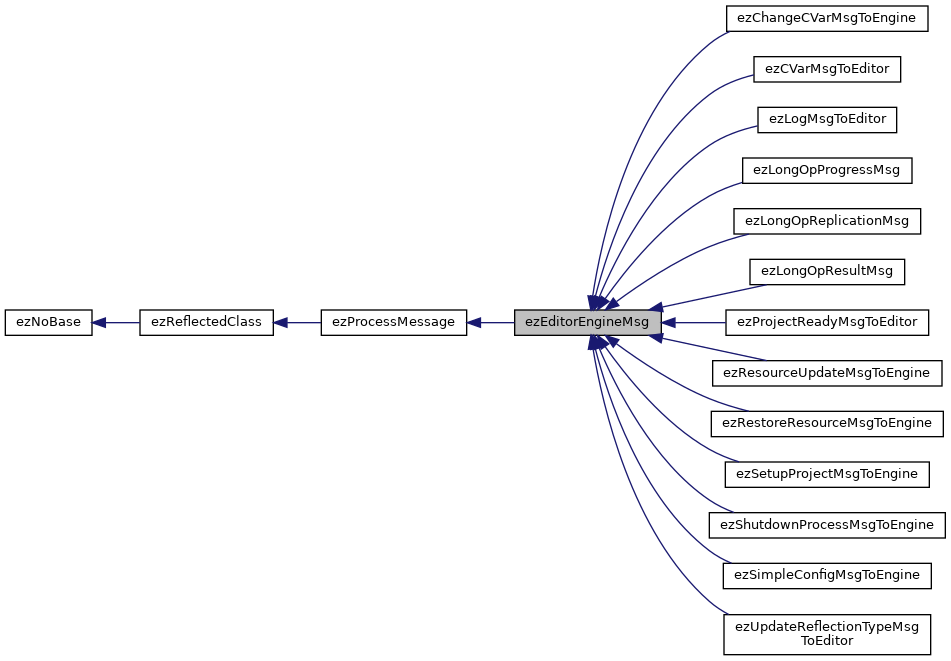 ezChangeCVarMsgToEngine
ezCVarMsgToEditor
ezLogMsgToEditor
ezLongOpProgressMsg
ezLongOpReplicationMsg
ezLongOpResultMsg
ezNoBase
ezReflectedClass
ezProcessMessage
ezEditorEngineMsg
ezProjectReadyMsgToEditor
ezResourceUpdateMsgToEngine
ezRestoreResourceMsgToEngine
ezSetupProjectMsgToEngine
ezShutdownProcessMsgToEngine
ezSimpleConfigMsgToEngine
ezUpdateReflectionTypeMsg
ToEditor